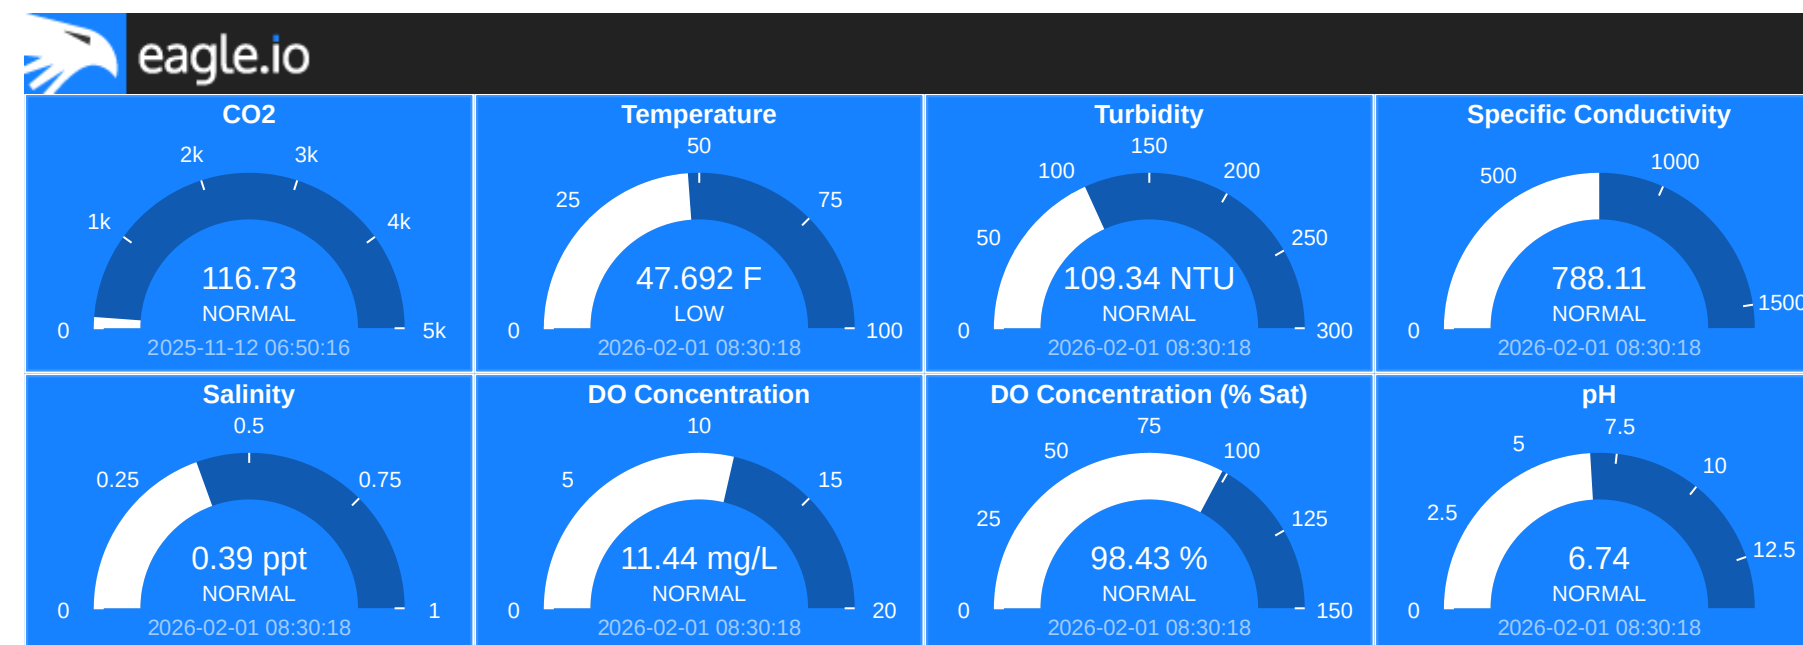 eagle.io
CO2
2k 3k
1k 4k
116.73
NORMAL
0 5k
2025-11-12 06:50:16
Temperature
50
25 75
47.692 F
LOW
0 100
2026-02-01 08:30:18
Turbidity
150
100 200
50 250
109.34 NTU
NORMAL
0 300
2026-02-01 08:30:18
Specific Conductivity
500 1000
788.11
1500
NORMAL
0
2026-02-01 08:30:18
Salinity
0.5
0.25 0.75
0.39 ppt
NORMAL
0 1
2026-02-01 08:30:18
DO Concentration
10
5 15
11.44 mg/L
NORMAL
0 20
2026-02-01 08:30:18
DO Concentration (% Sat)
75
50 100
25 125
98.43 %
NORMAL
0 150
2026-02-01 08:30:18
pH
7.5
5 10
2.5 12.5
6.74
NORMAL
0
2026-02-01 08:30:18